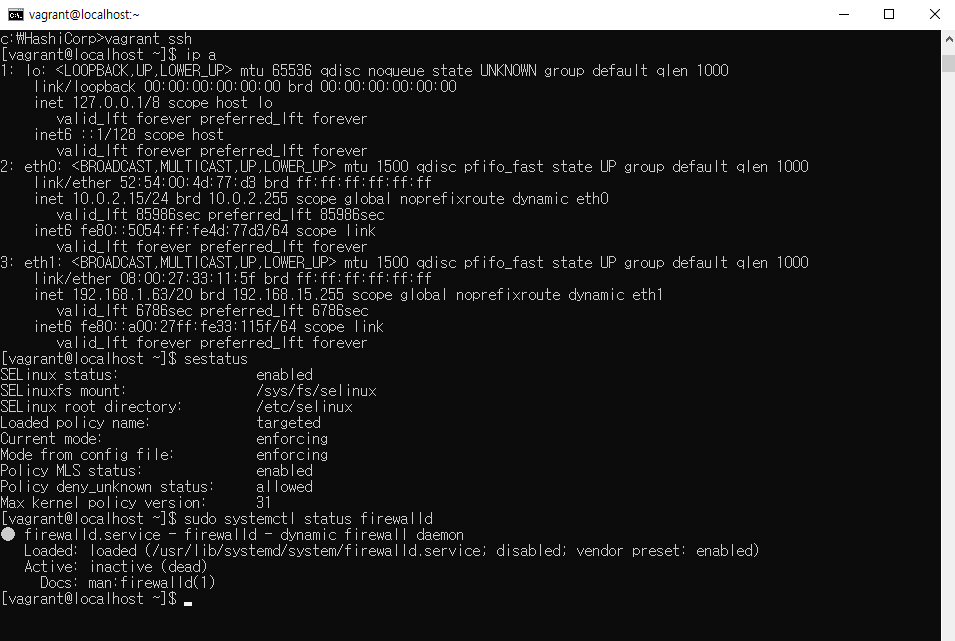 vagrant@localhost:~
c:\HashiCorp>vagrant ssh
[vagrant@localhost ~]$ ip a
1: lo: <LOOPBACK,UP,LOWER_UP> mtu 65536 qdisc noqueue state UNKNOWN group default qlen 1000
    link/loopback 00:00:00:00:00:00 brd 00:00:00:00:00:00
    inet 127.0.0.1/8 scope host lo
       valid_lft forever preferred_lft forever
    inet6 ::1/128 scope host
       valid_lft forever preferred_lft forever
2: eth0: <BROADCAST,MULTICAST,UP,LOWER_UP> mtu 1500 qdisc pfifo_fast state UP group default qlen 1000
    link/ether 52:54:00:4d:77:d3 brd ff:ff:ff:ff:ff:ff
    inet 10.0.2.15/24 brd 10.0.2.255 scope global noprefixroute dynamic eth0
       valid_lft 85986sec preferred_lft 85986sec
    inet6 fe80::5054:ff:fe4d:77d3/64 scope link
       valid_lft forever preferred_lft forever
3: eth1: <BROADCAST,MULTICAST,UP,LOWER_UP> mtu 1500 qdisc pfifo_fast state UP group default qlen 1000
    link/ether 08:00:27:33:11:5f brd ff:ff:ff:ff:ff:ff
    inet 192.168.1.63/20 brd 192.168.15.255 scope global noprefixroute dynamic eth1
       valid_lft 6786sec preferred_lft 6786sec
    inet6 fe80::a00:27ff:fe33:115f/64 scope link
       valid_lft forever preferred_lft forever
[vagrant@localhost ~]$ sestatus
SELinux status:                 enabled
SELinuxfs mount:                /sys/fs/selinux
SELinux root directory:         /etc/selinux
Loaded policy name:             targeted
Current mode:                   enforcing
Mode from config file:          enforcing
Policy MLS status:              enabled
Policy deny_unknown status:     allowed
Max kernel policy version:      31
[vagrant@localhost ~]$ sudo systemctl status firewalld
● firewalld.service - firewalld - dynamic firewall daemon
   Loaded: loaded (/usr/lib/systemd/system/firewalld.service; disabled; vendor preset: enabled)
   Active: inactive (dead)
     Docs: man:firewalld(1)
[vagrant@localhost ~]$